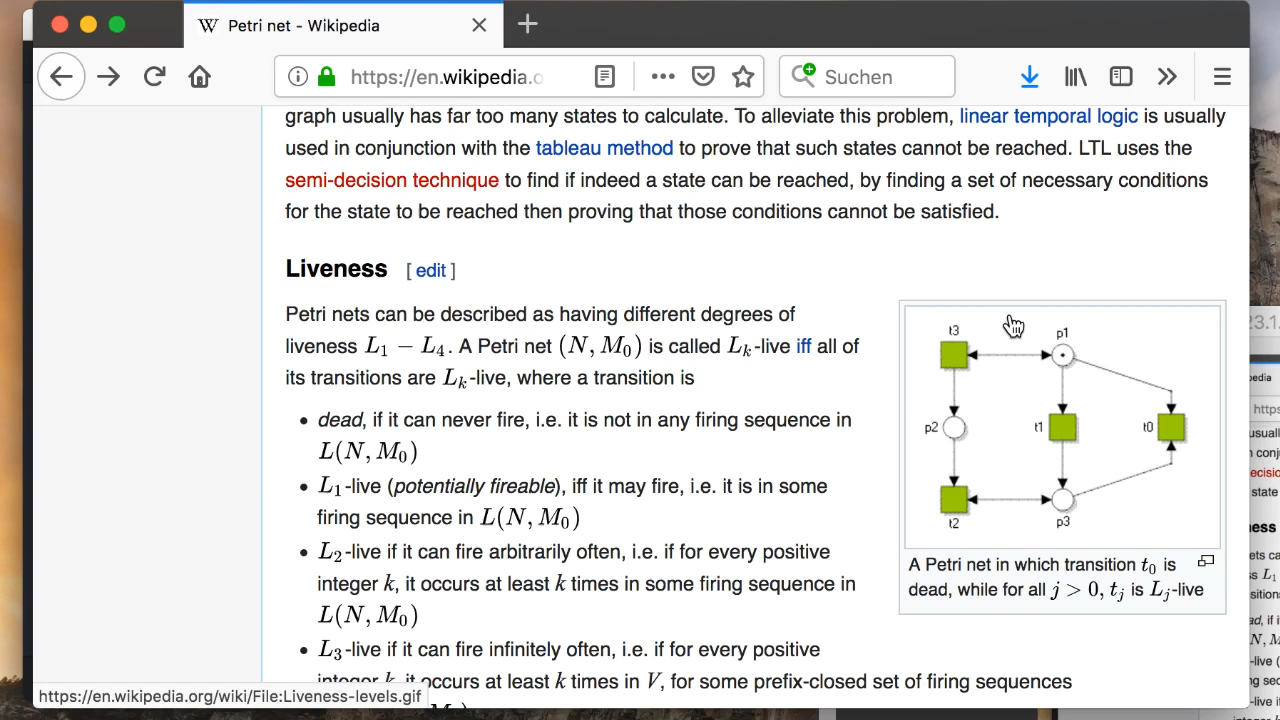 Petri net - Wikipedia
https://en.wikipedia.o
Suchen
graph usually has far too many states to calculate. To alleviate this problem, linear temporal logic is usually
used in conjunction with the tableau method to prove that such states cannot be reached. LTL uses the
semi-decision technique to find if indeed a state can be reached, by finding a set of necessary conditions
for the state to be reached then proving that those conditions cannot be satisfied.
Liveness [ edit ]
Petri nets can be described as having different degrees of
liveness L₁ − L₄. A Petri net (N, M₀) is called Lₖ-live iff all of
its transitions are Lₖ-live, where a transition is
• dead, if it can never fire, i.e. it is not in any firing sequence in
L(N, M₀)
• L₁-live (potentially fireable), iff it may fire, i.e. it is in some
firing sequence in L(N, M₀)
• L₂-live if it can fire arbitrarily often, i.e. if for every positive
integer k, it occurs at least k times in some firing sequence in
L(N, M₀)
• L₃-live if it can fire infinitely often, i.e. if for every positive
integer k, it occurs at least k times in V, for some prefix-closed set of firing sequences
t3
p1
p2
t1
t0
t2
p3
A Petri net in which transition t₀ is
dead, while for all j > 0, tⱼ is Lⱼ-live
https://en.wikipedia.org/wiki/File:Liveness-levels.gif